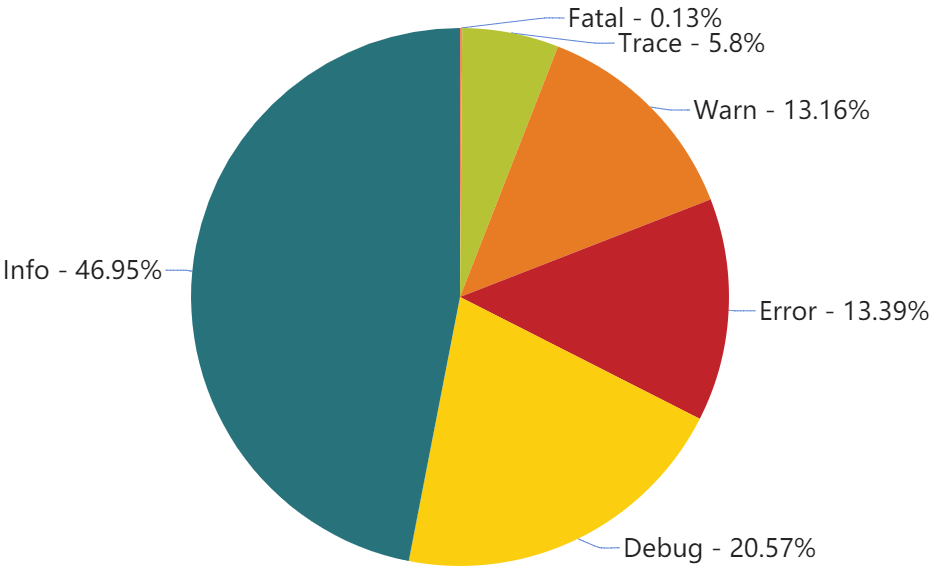 Fatal - 0.13%
Trace - 5.8%
Warn - 13.16%
Info - 46.95%
Error - 13.39%
Debug - 20.57%